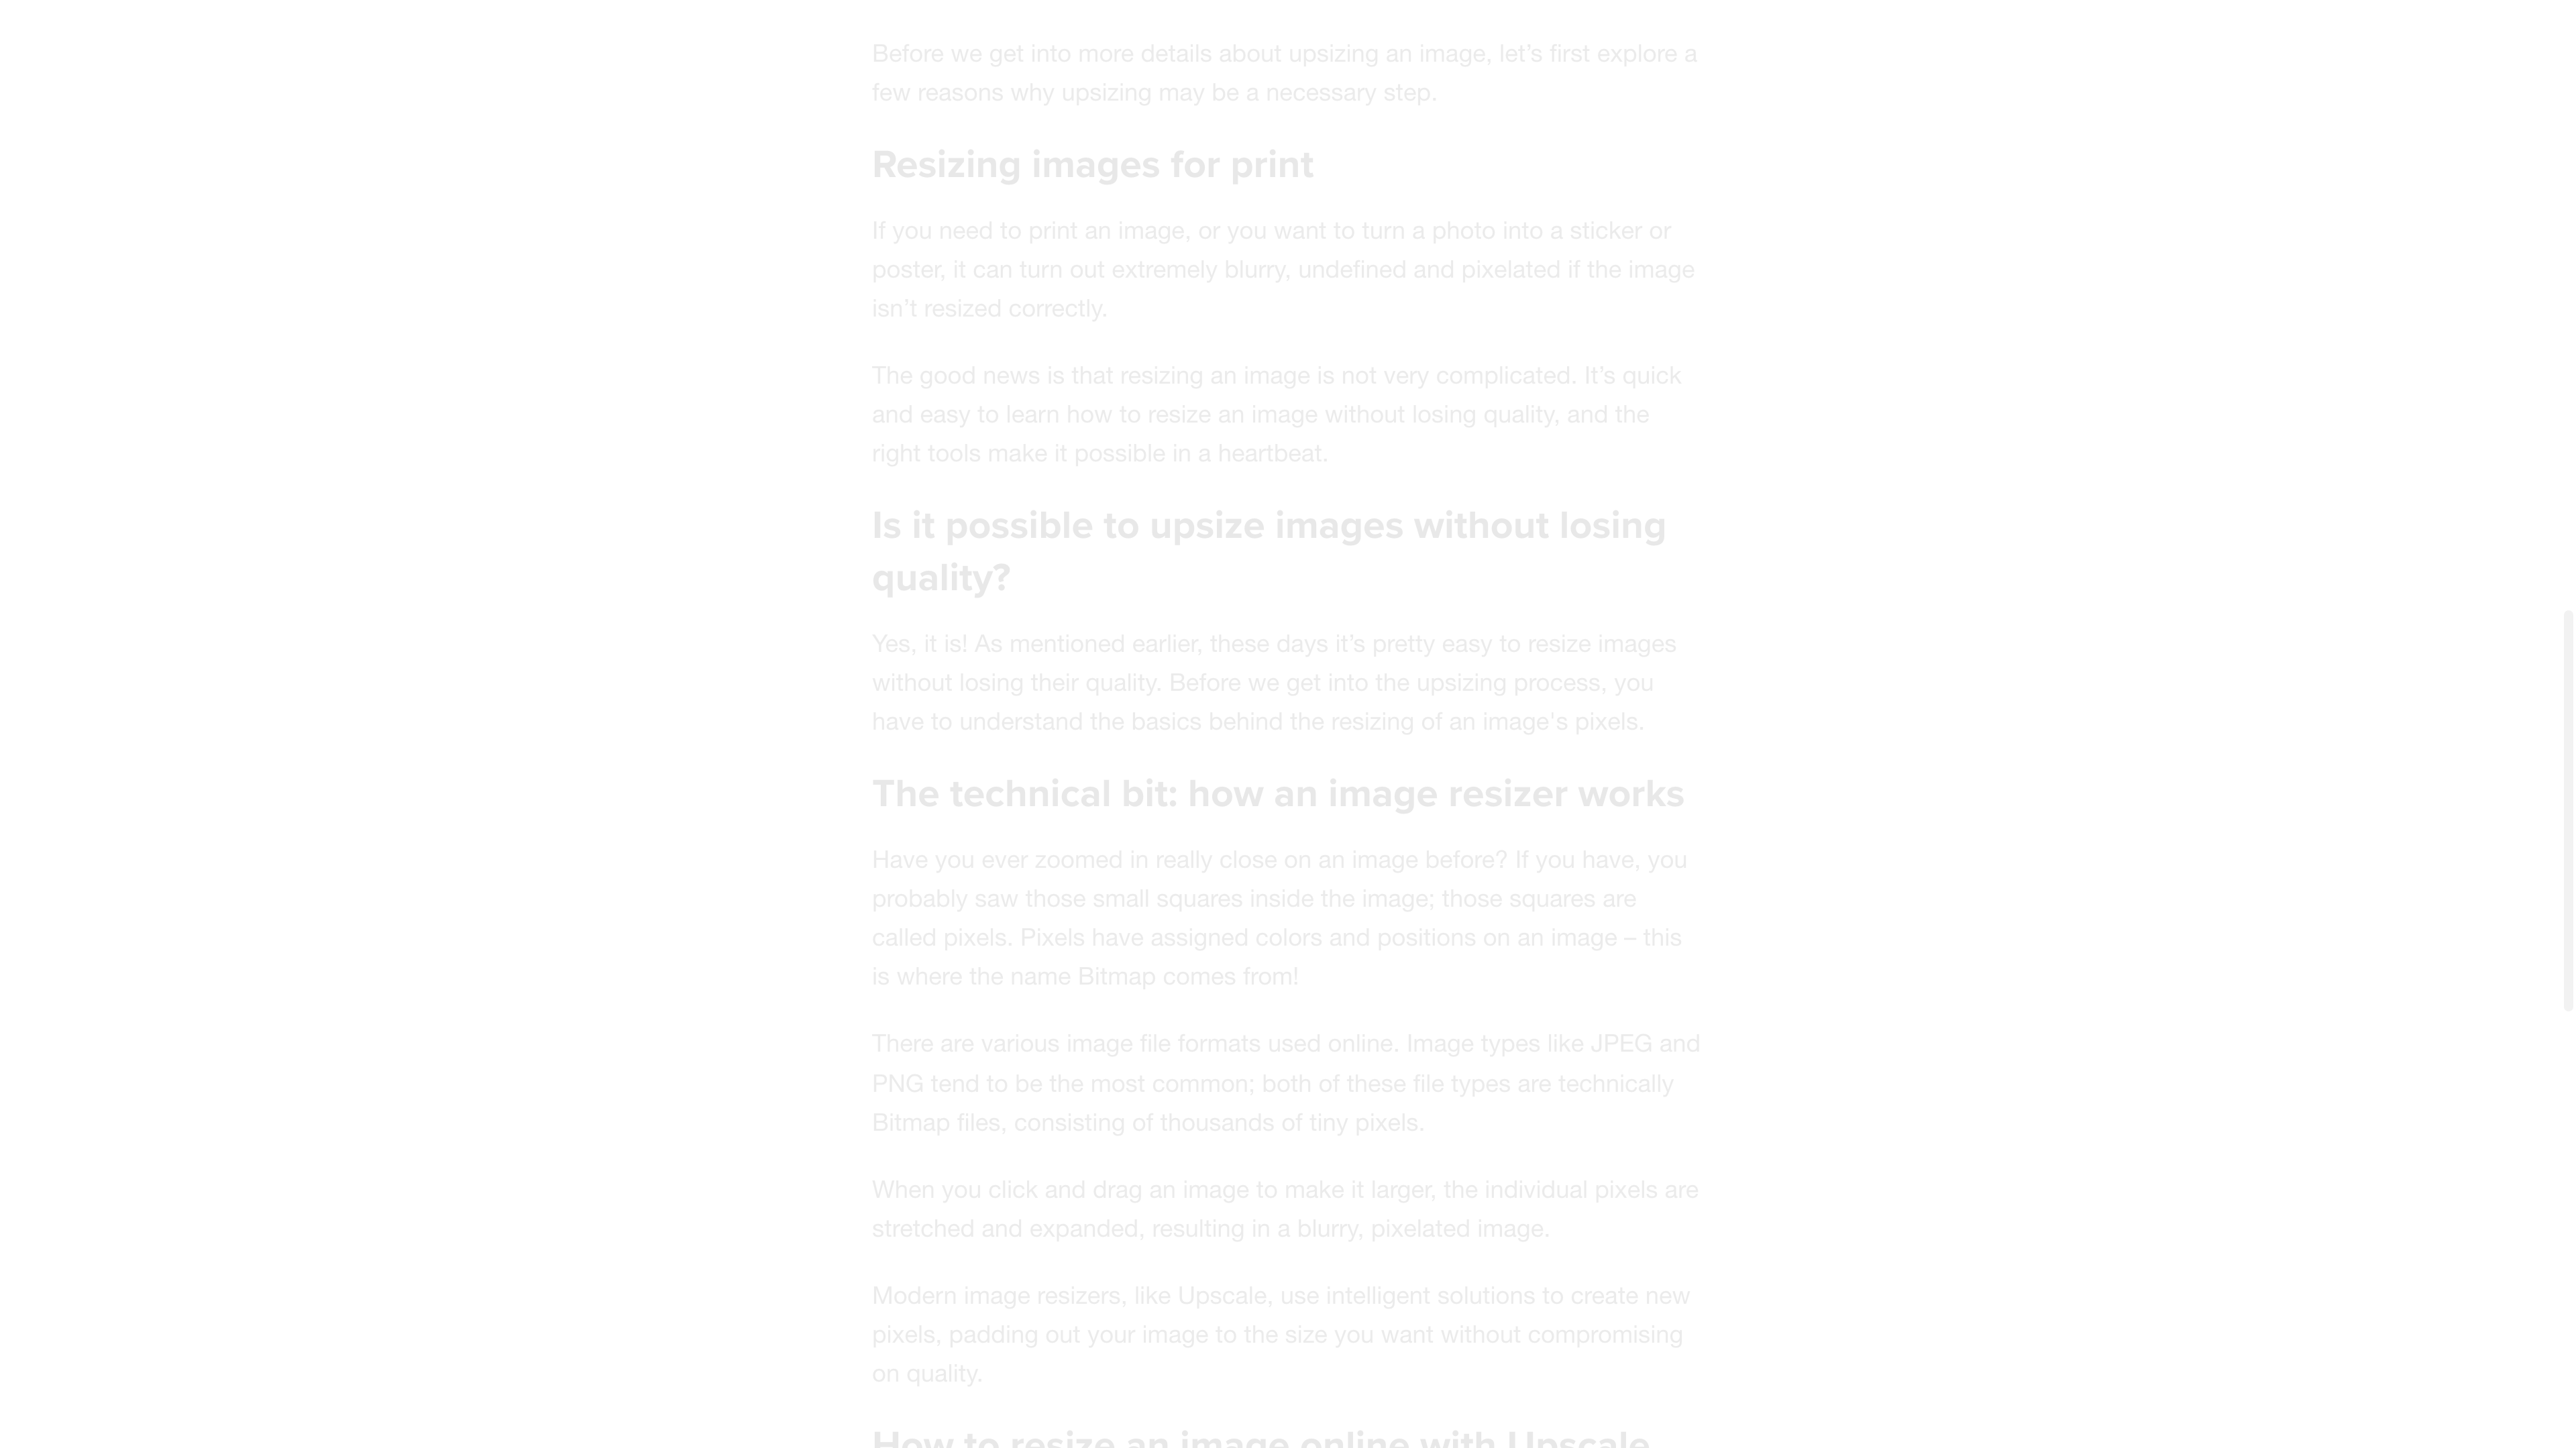 Before we get into more details about upsizing an image, let’s first explore a
few reasons why upsizing may be a necessary step.
Resizing images for print
If you need to print an image, or you want to turn a photo into a sticker or
poster, it can turn out extremely blurry, undefined and pixelated if the image
isn’t resized correctly.
The good news is that resizing an image is not very complicated. It’s quick
and easy to learn how to resize an image without losing quality, and the
right tools make it possible in a heartbeat.
Is it possible to upsize images without losing
quality?
Yes, it is! As mentioned earlier, these days it’s pretty easy to resize images
without losing their quality. Before we get into the upsizing process, you
have to understand the basics behind the resizing of an image's pixels.
The technical bit: how an image resizer works
Have you ever zoomed in really close on an image before? If you have, you
probably saw those small squares inside the image; those squares are
called pixels. Pixels have assigned colors and positions on an image – this
is where the name Bitmap comes from!
There are various image file formats used online. Image types like JPEG and
PNG tend to be the most common; both of these file types are technically
Bitmap files, consisting of thousands of tiny pixels.
When you click and drag an image to make it larger, the individual pixels are
stretched and expanded, resulting in a blurry, pixelated image.
Modern image resizers, like Upscale, use intelligent solutions to create new
pixels, padding out your image to the size you want without compromising
on quality.
How to resize an image online with Upscale